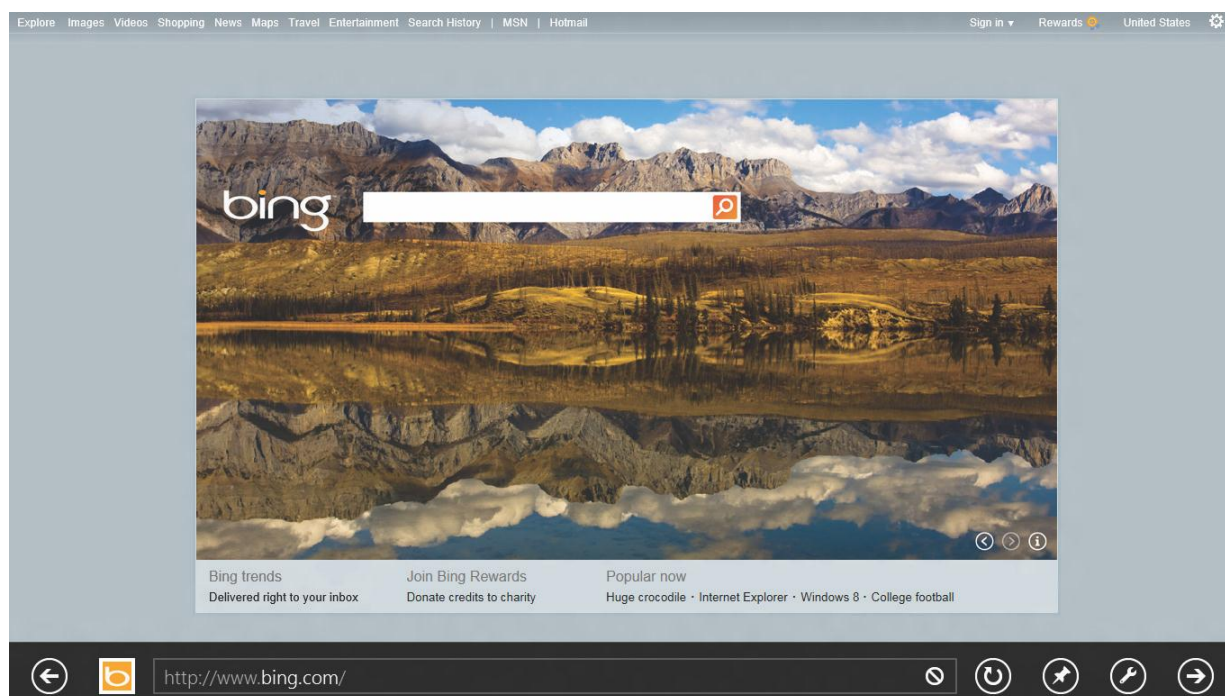 Explore Images Videos Shopping News Maps Travel Entertainment Search History | MSN | Hotmail Sign in ▾ Rewards United States
bing
Bing trends Join Bing Rewards Popular now
Delivered right to your inbox Donate credits to charity Huge crocodile · Internet Explorer · Windows 8 · College football
b http://www.bing.com/